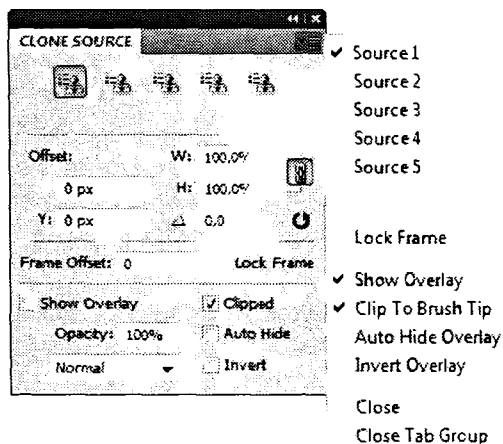 CLONE SOURCE
Offset: W: 100.0%
0 px H: 100.0%
Y: 0 px 0.0
Frame Offset: 0 Lock Frame
Show Overlay Clipped
Opacity: 100% Auto Hide
Normal Invert
Source 1
Source 2
Source 3
Source 4
Source 5
Lock Frame
Show Overlay
Clip To Brush Tip
Auto Hide Overlay
Invert Overlay
Close
Close Tab Group